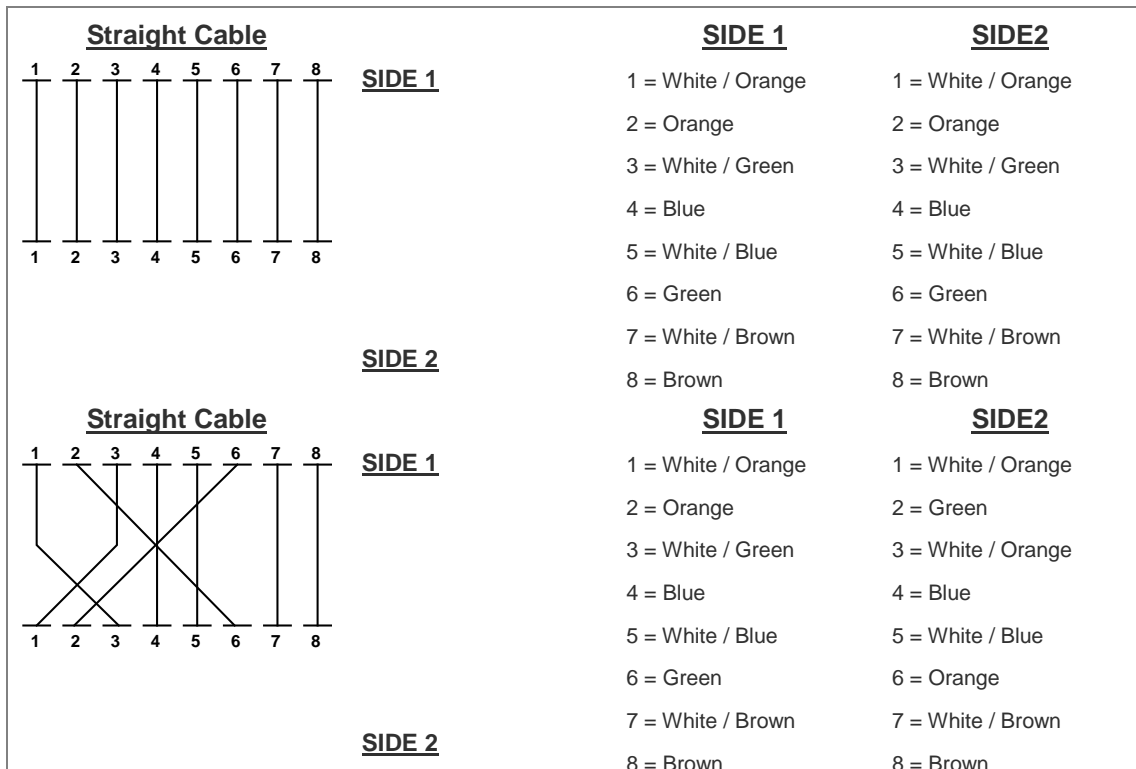 Straight Cable
1 2 3 4 5 6 7 8
SIDE 1
1 2 3 4 5 6 7 8
SIDE 2
SIDE 1
1 = White / Orange
2 = Orange
3 = White / Green
4 = Blue
5 = White / Blue
6 = Green
7 = White / Brown
8 = Brown
SIDE2
1 = White / Orange
2 = Orange
3 = White / Green
4 = Blue
5 = White / Blue
6 = Green
7 = White / Brown
8 = Brown
Straight Cable
1 2 3 4 5 6 7 8
SIDE 1
1 2 3 4 5 6 7 8
SIDE 2
SIDE 1
1 = White / Orange
2 = Orange
3 = White / Green
4 = Blue
5 = White / Blue
6 = Green
7 = White / Brown
8 = Brown
SIDE2
1 = White / Orange
2 = Green
3 = White / Orange
4 = Blue
5 = White / Blue
6 = Orange
7 = White / Brown
8 = Brown